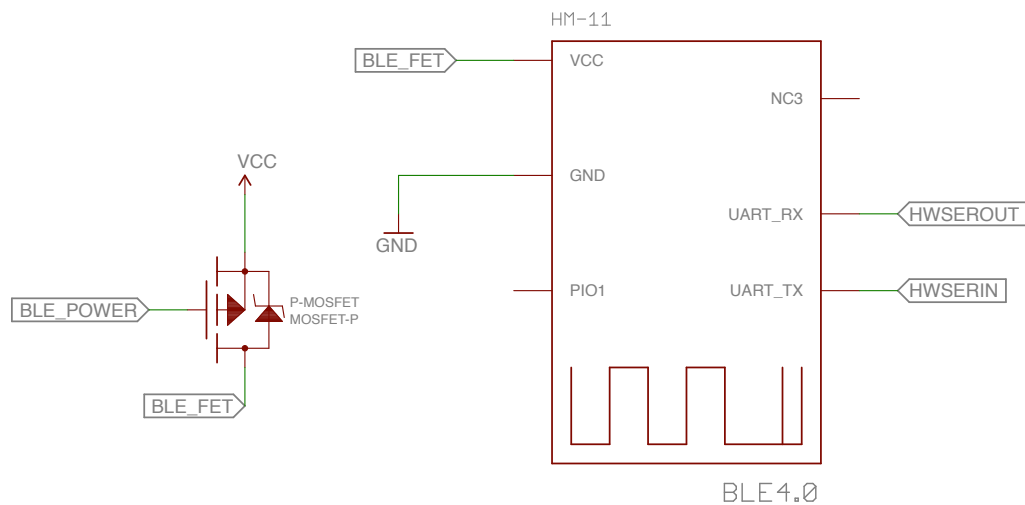 HM-11
BLE_FET
VCC
NC3
VCC
GND
UART_RX
HWSEROUT
GND
BLE_POWER
P-MOSFET
MOSFET-P
PIO1
UART_TX
HWSERIN
BLE_FET
BLE4.0